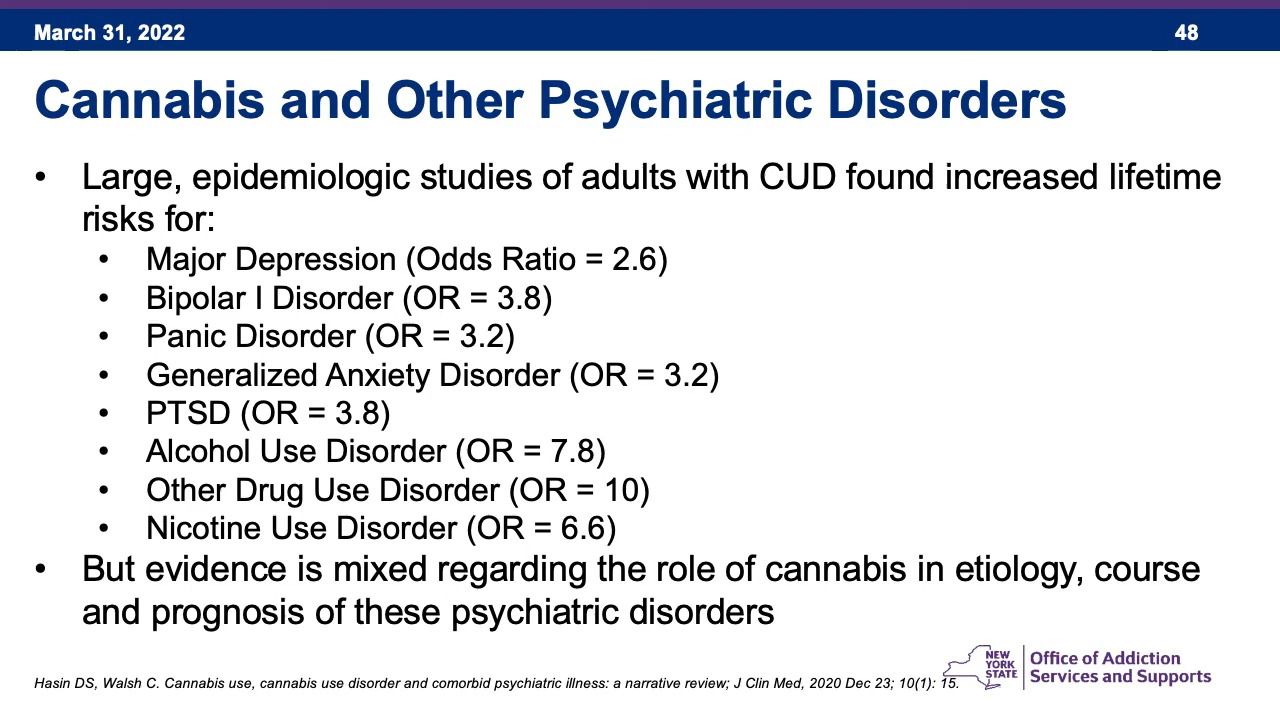 March 31, 2022
48
Cannabis and Other Psychiatric Disorders
• Large, epidemiologic studies of adults with CUD found increased lifetime
risks for:
• Major Depression (Odds Ratio = 2.6)
• Bipolar I Disorder (OR = 3.8)
• Panic Disorder (OR = 3.2)
• Generalized Anxiety Disorder (OR = 3.2)
• PTSD (OR = 3.8)
• Alcohol Use Disorder (OR = 7.8)
• Other Drug Use Disorder (OR = 10)
• Nicotine Use Disorder (OR = 6.6)
• But evidence is mixed regarding the role of cannabis in etiology, course
and prognosis of these psychiatric disorders
Hasin DS, Walsh C. Cannabis use, cannabis use disorder and comorbid psychiatric illness: a narrative review; J Clin Med, 2020 Dec 23; 10(1): 15.
NEW
YORK
STATE
Office of Addiction
Services and Supports